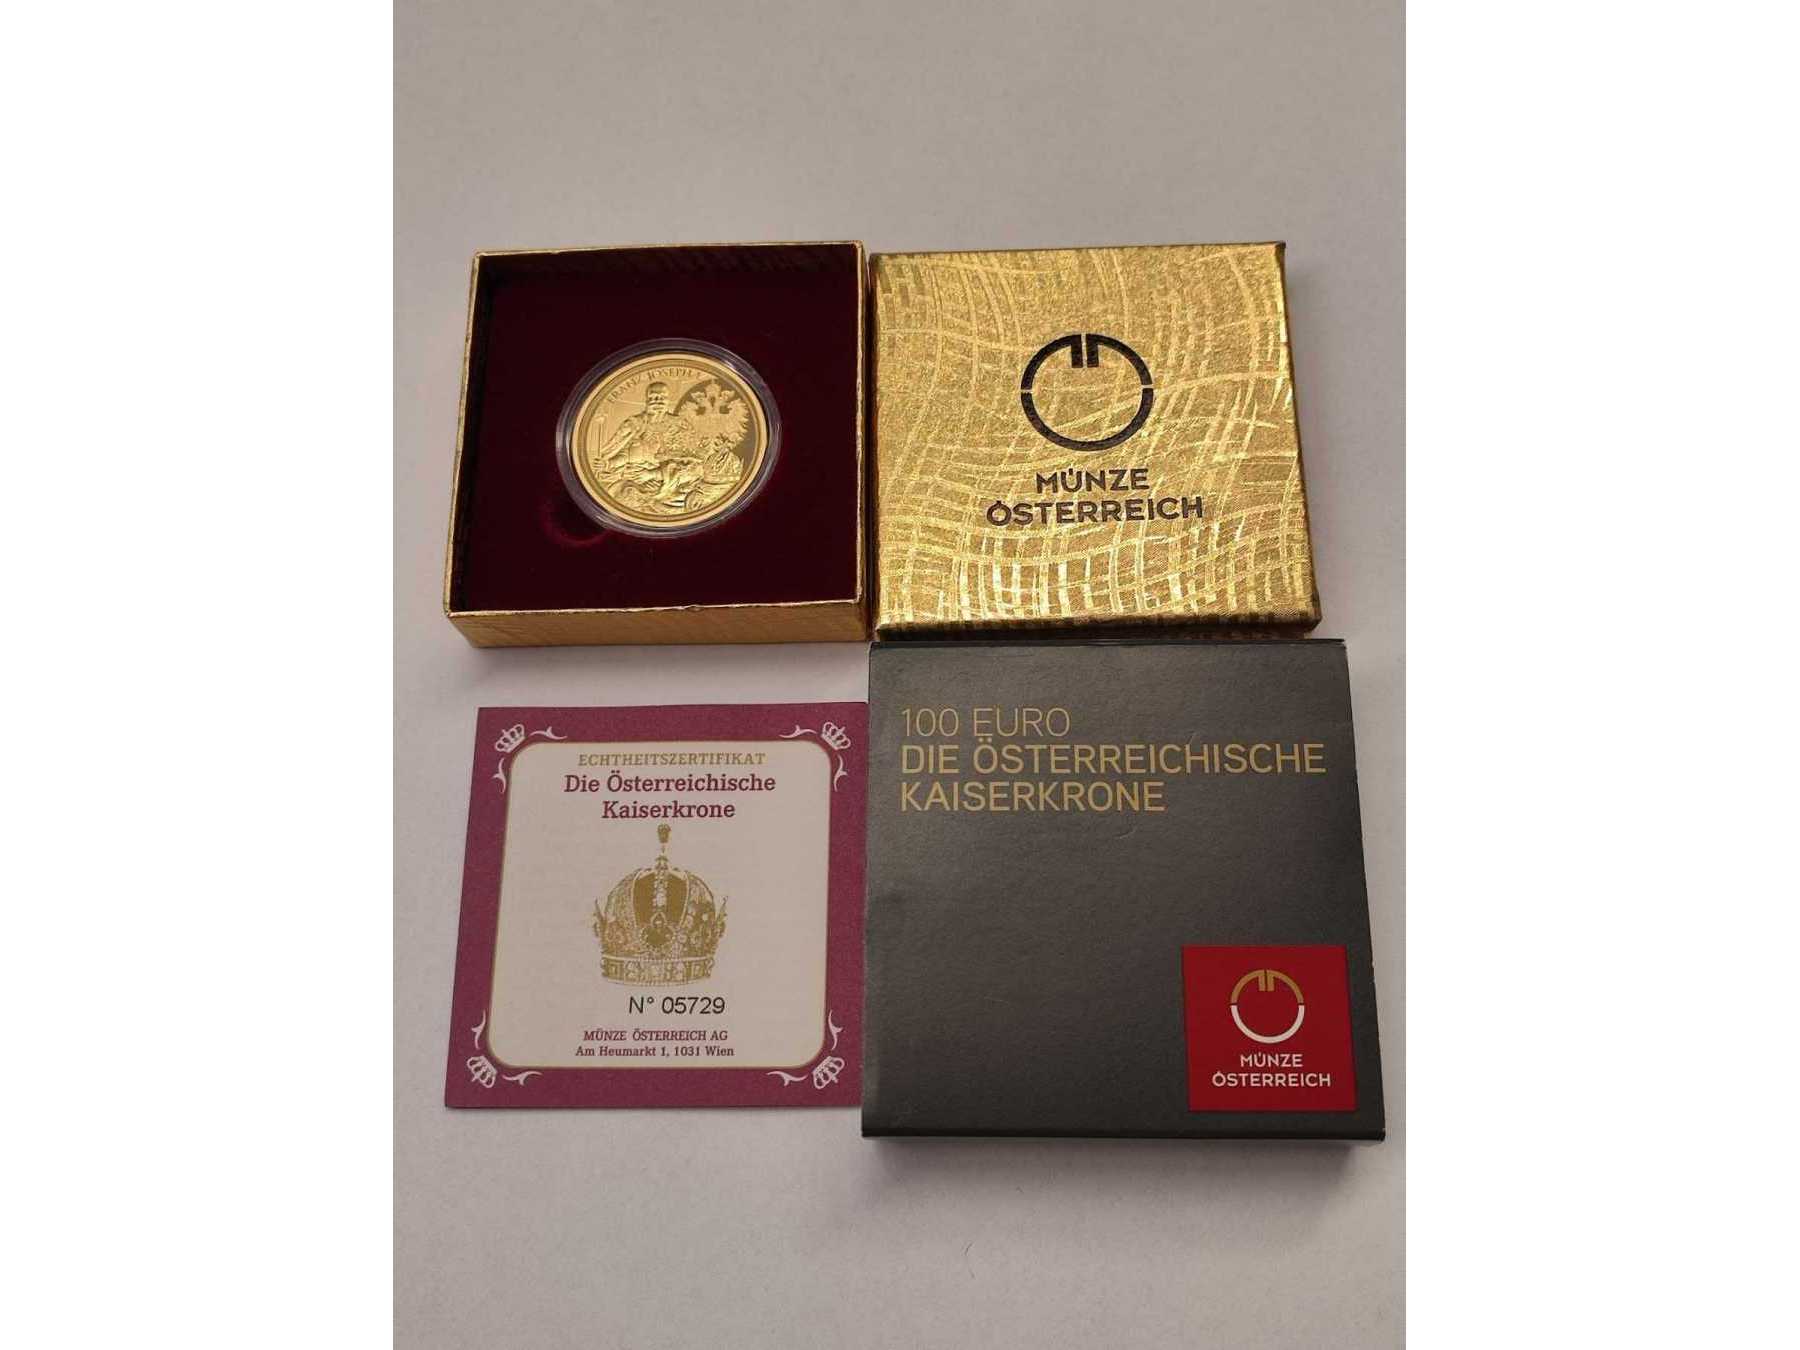 FRANZ JOSEPH I.
MÜNZE
ÖSTERREICH
ECHTHEITSZERTIFIKAT
Die Österreichische
Kaiserkrone
N° 05729
MÜNZE ÖSTERREICH AG
Am Heumarkt 1, 1031 Wien
100 EURO
DIE ÖSTERREICHISCHE
KAISERKRONE
MÜNZE
ÖSTERREICH